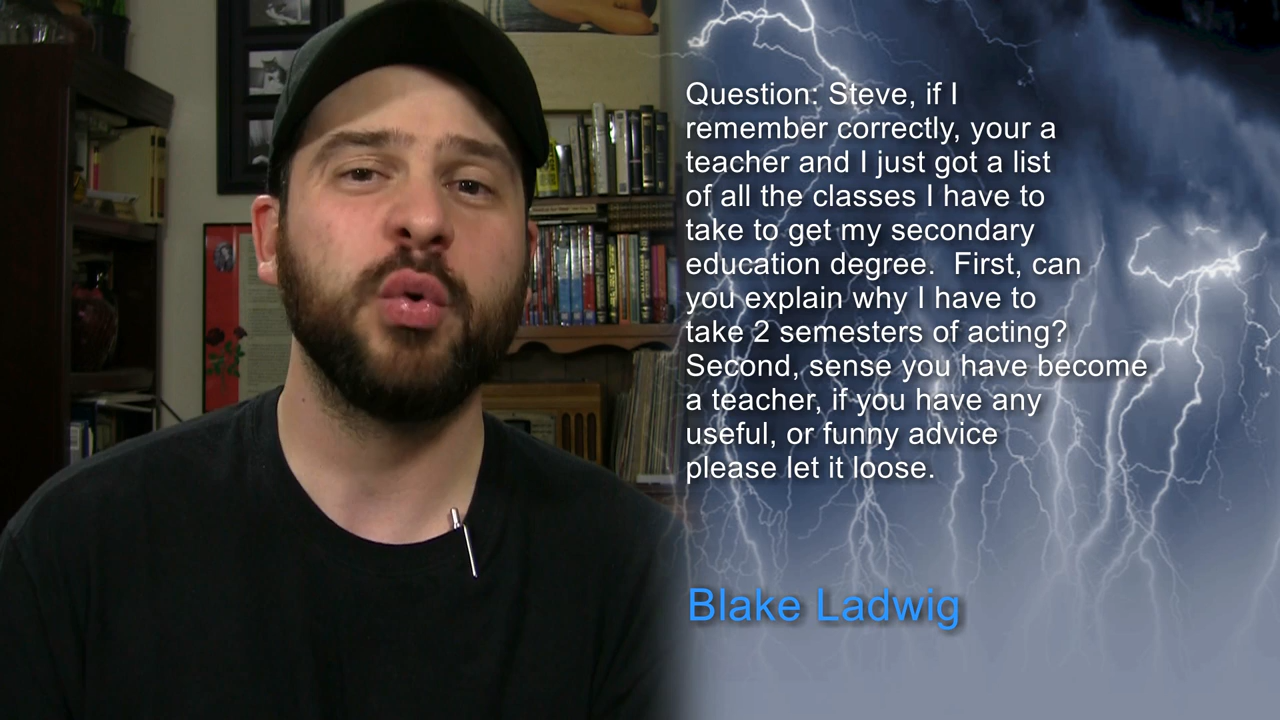 Question: Steve, if I
remember correctly, your a
teacher and I just got a list
of all the classes I have to
take to get my secondary
education degree.  First, can
you explain why I have to
take 2 semesters of acting?
Second, sense you have become
a teacher, if you have any
useful, or funny advice
please let it loose.
Blake Ladwig